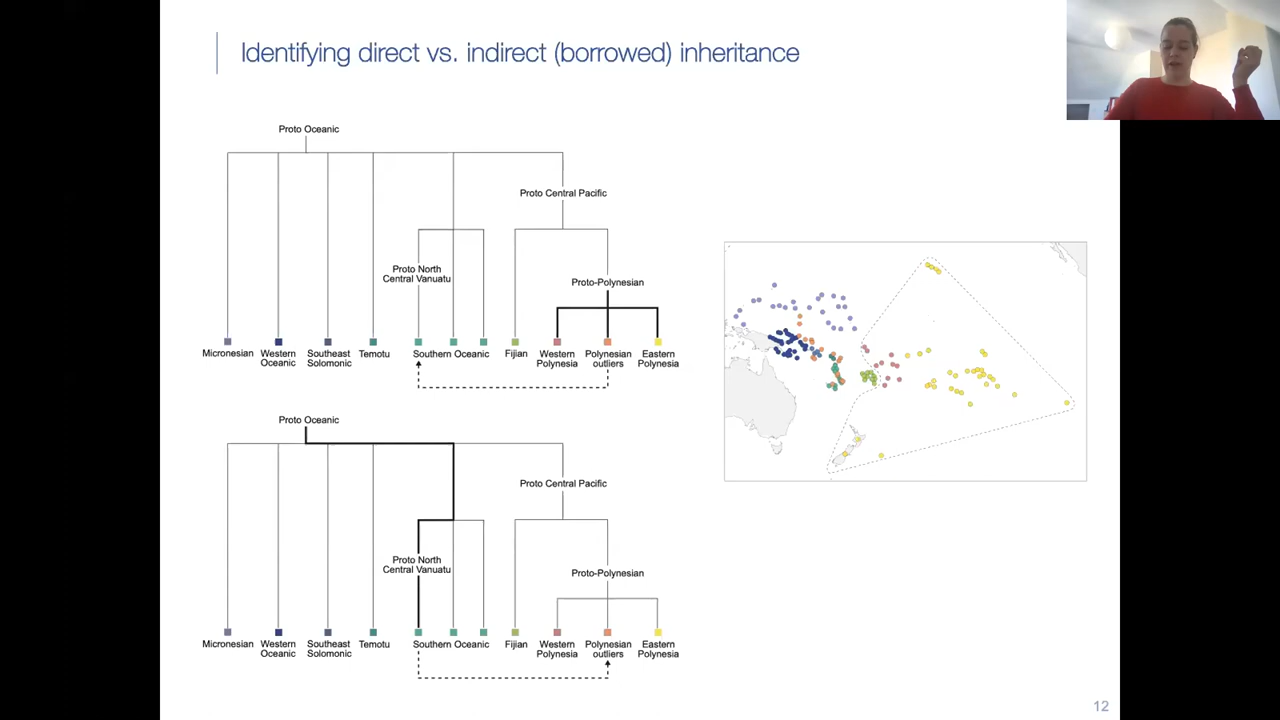 Identifying direct vs. indirect (borrowed) inheritance
Proto Oceanic
Proto Central Pacific
Proto North
Central Vanuatu
Proto-Polynesian
Micronesian
Western
Oceanic
Southeast
Solomonic
Temotu
Southern Oceanic
Fijian
Western
Polynesia
Polynesian
outliers
Eastern
Polynesia
Proto Oceanic
Proto Central Pacific
Proto North
Central Vanuatu
Proto-Polynesian
Micronesian
Western
Oceanic
Southeast
Solomonic
Temotu
Southern Oceanic
Fijian
Western
Polynesia
Polynesian
outliers
Eastern
Polynesia
12